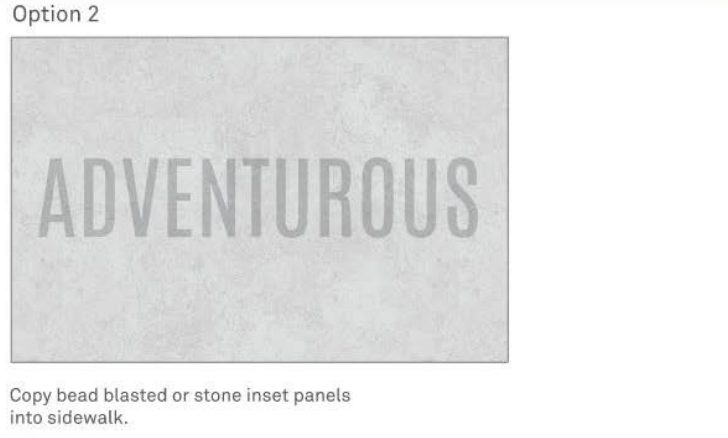 Option 2
ADVENTUROUS
Copy bead blasted or stone inset panels
into sidewalk.